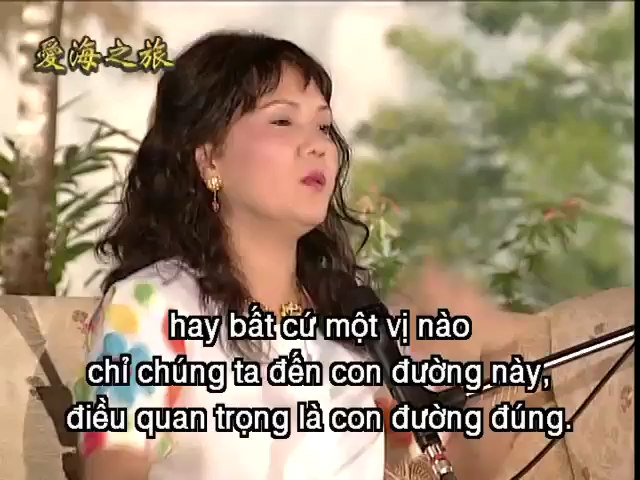 愛海之旅
hay bất cứ một vị nào
chỉ chúng ta đến con đường này,
điều quan trọng là con đường đúng.